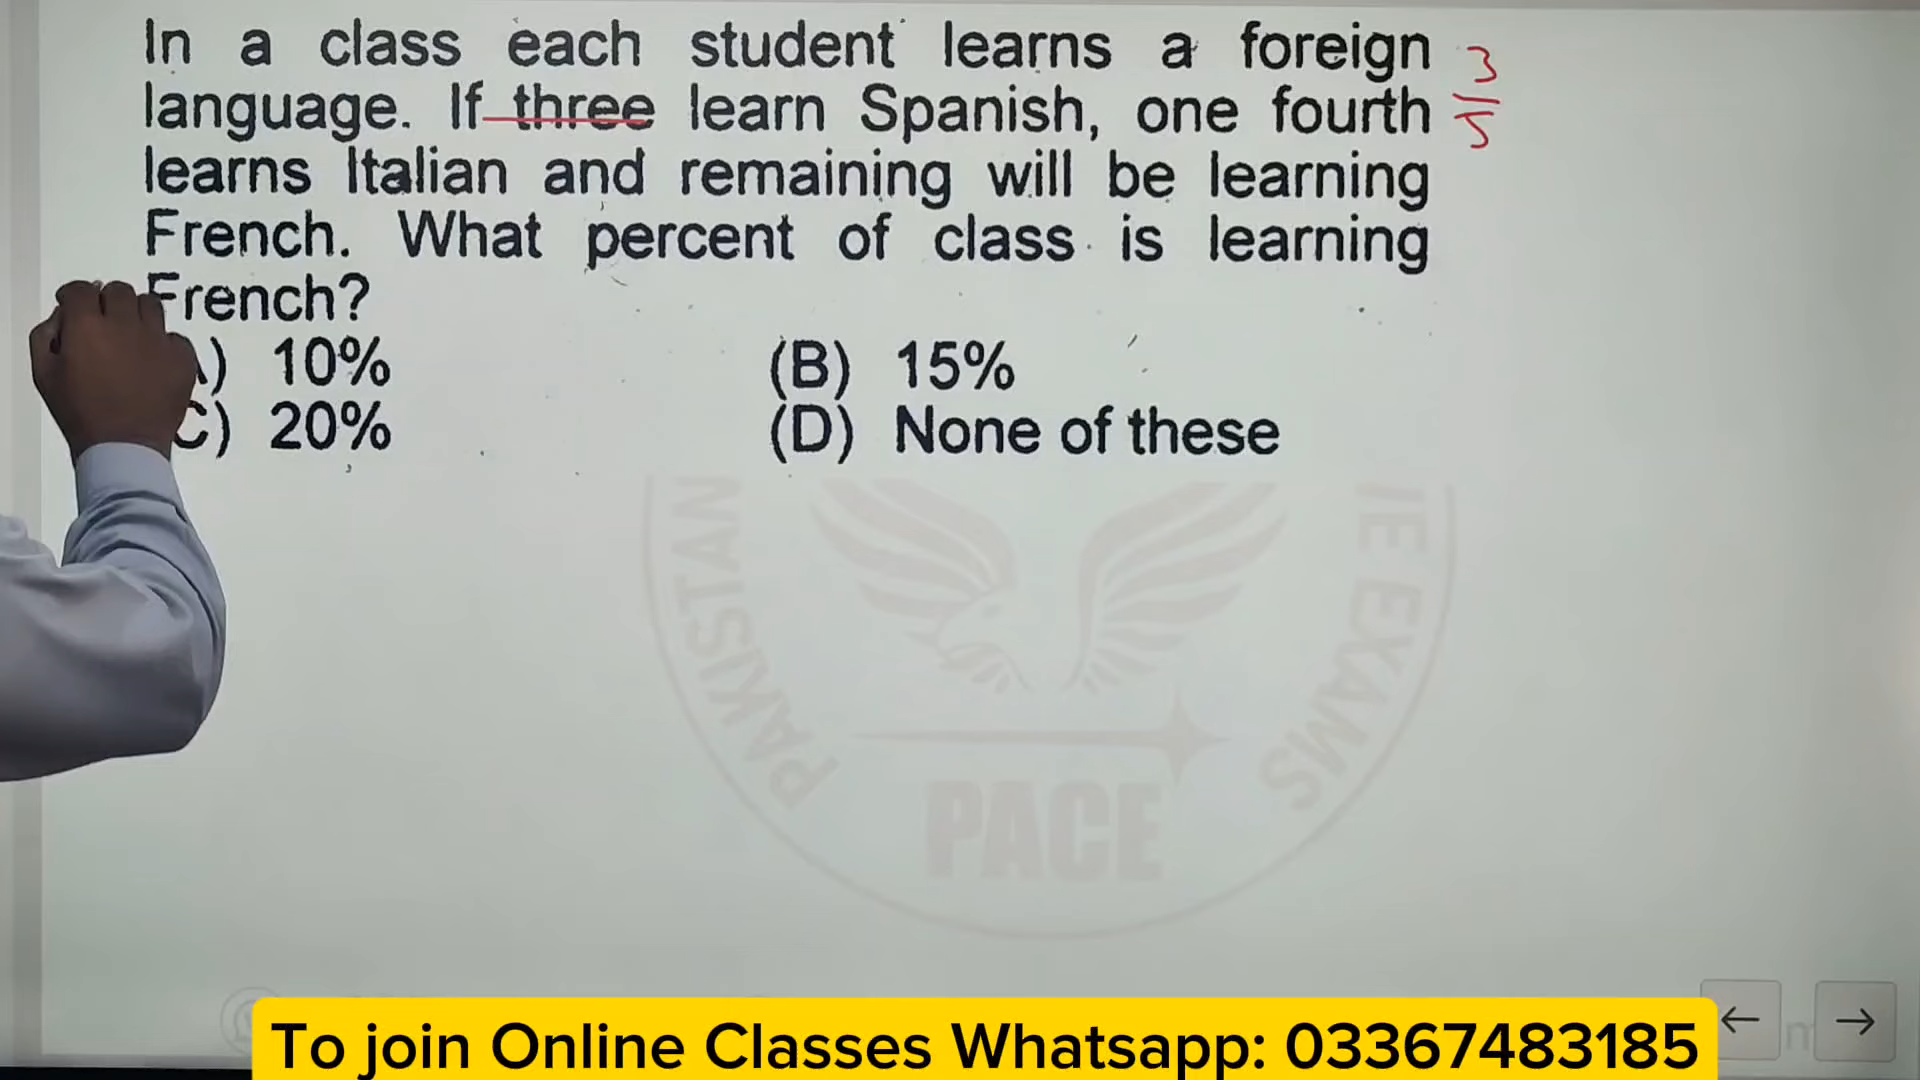 In a class each student learns a foreign
language. If three learn Spanish, one fourth
learns Italian and remaining will be learning
French. What percent of class is learning
French?
) 10% (B) 15%
C) 20% (D) None of these
3
5
PAKISTAN
IE EXAMS
PACE
To join Online Classes Whatsapp: 03367483185